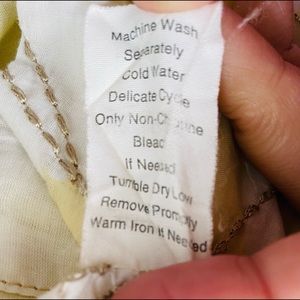 Machine Wash
Separately
Cold Water
Delicate Cycle
Only Non-Chlorine
Bleach
If Needed
Tumble Dry Low
Remove Promptly
Warm Iron If Needed